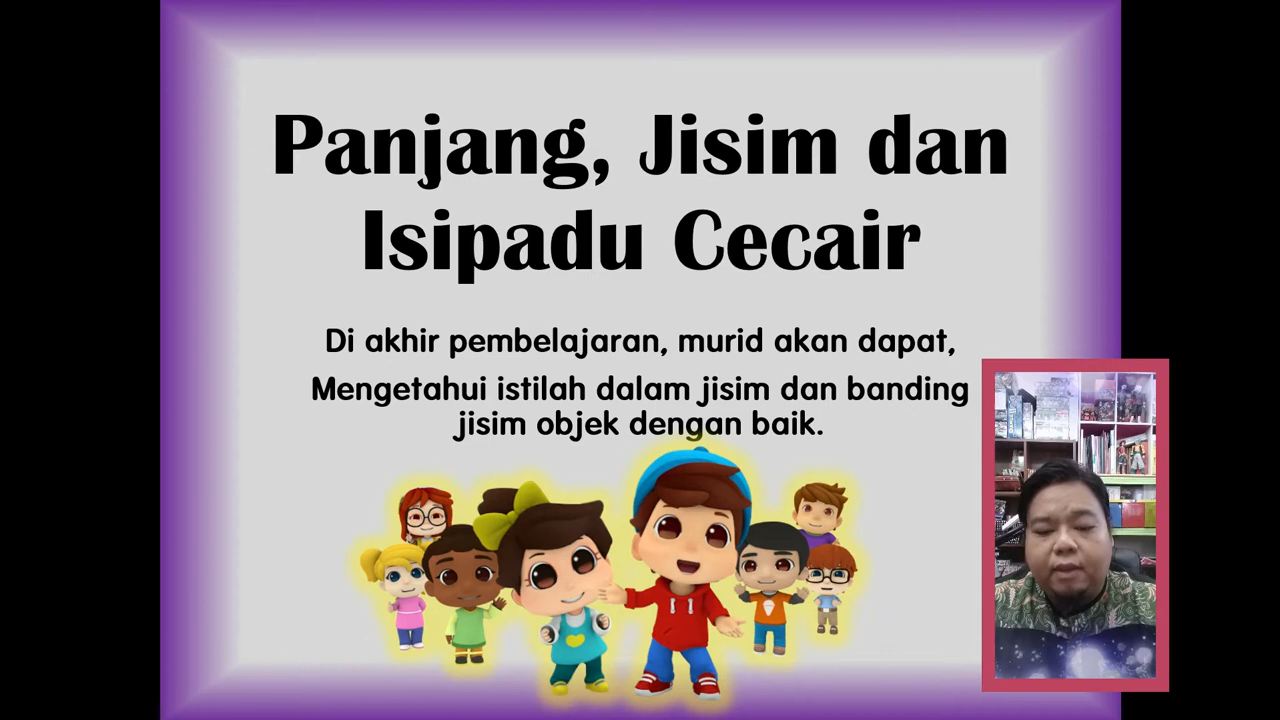 Panjang, Jisim dan
Isipadu Cecair
Di akhir pembelajaran, murid akan dapat,
Mengetahui istilah dalam jisim dan banding
jisim objek dengan baik.